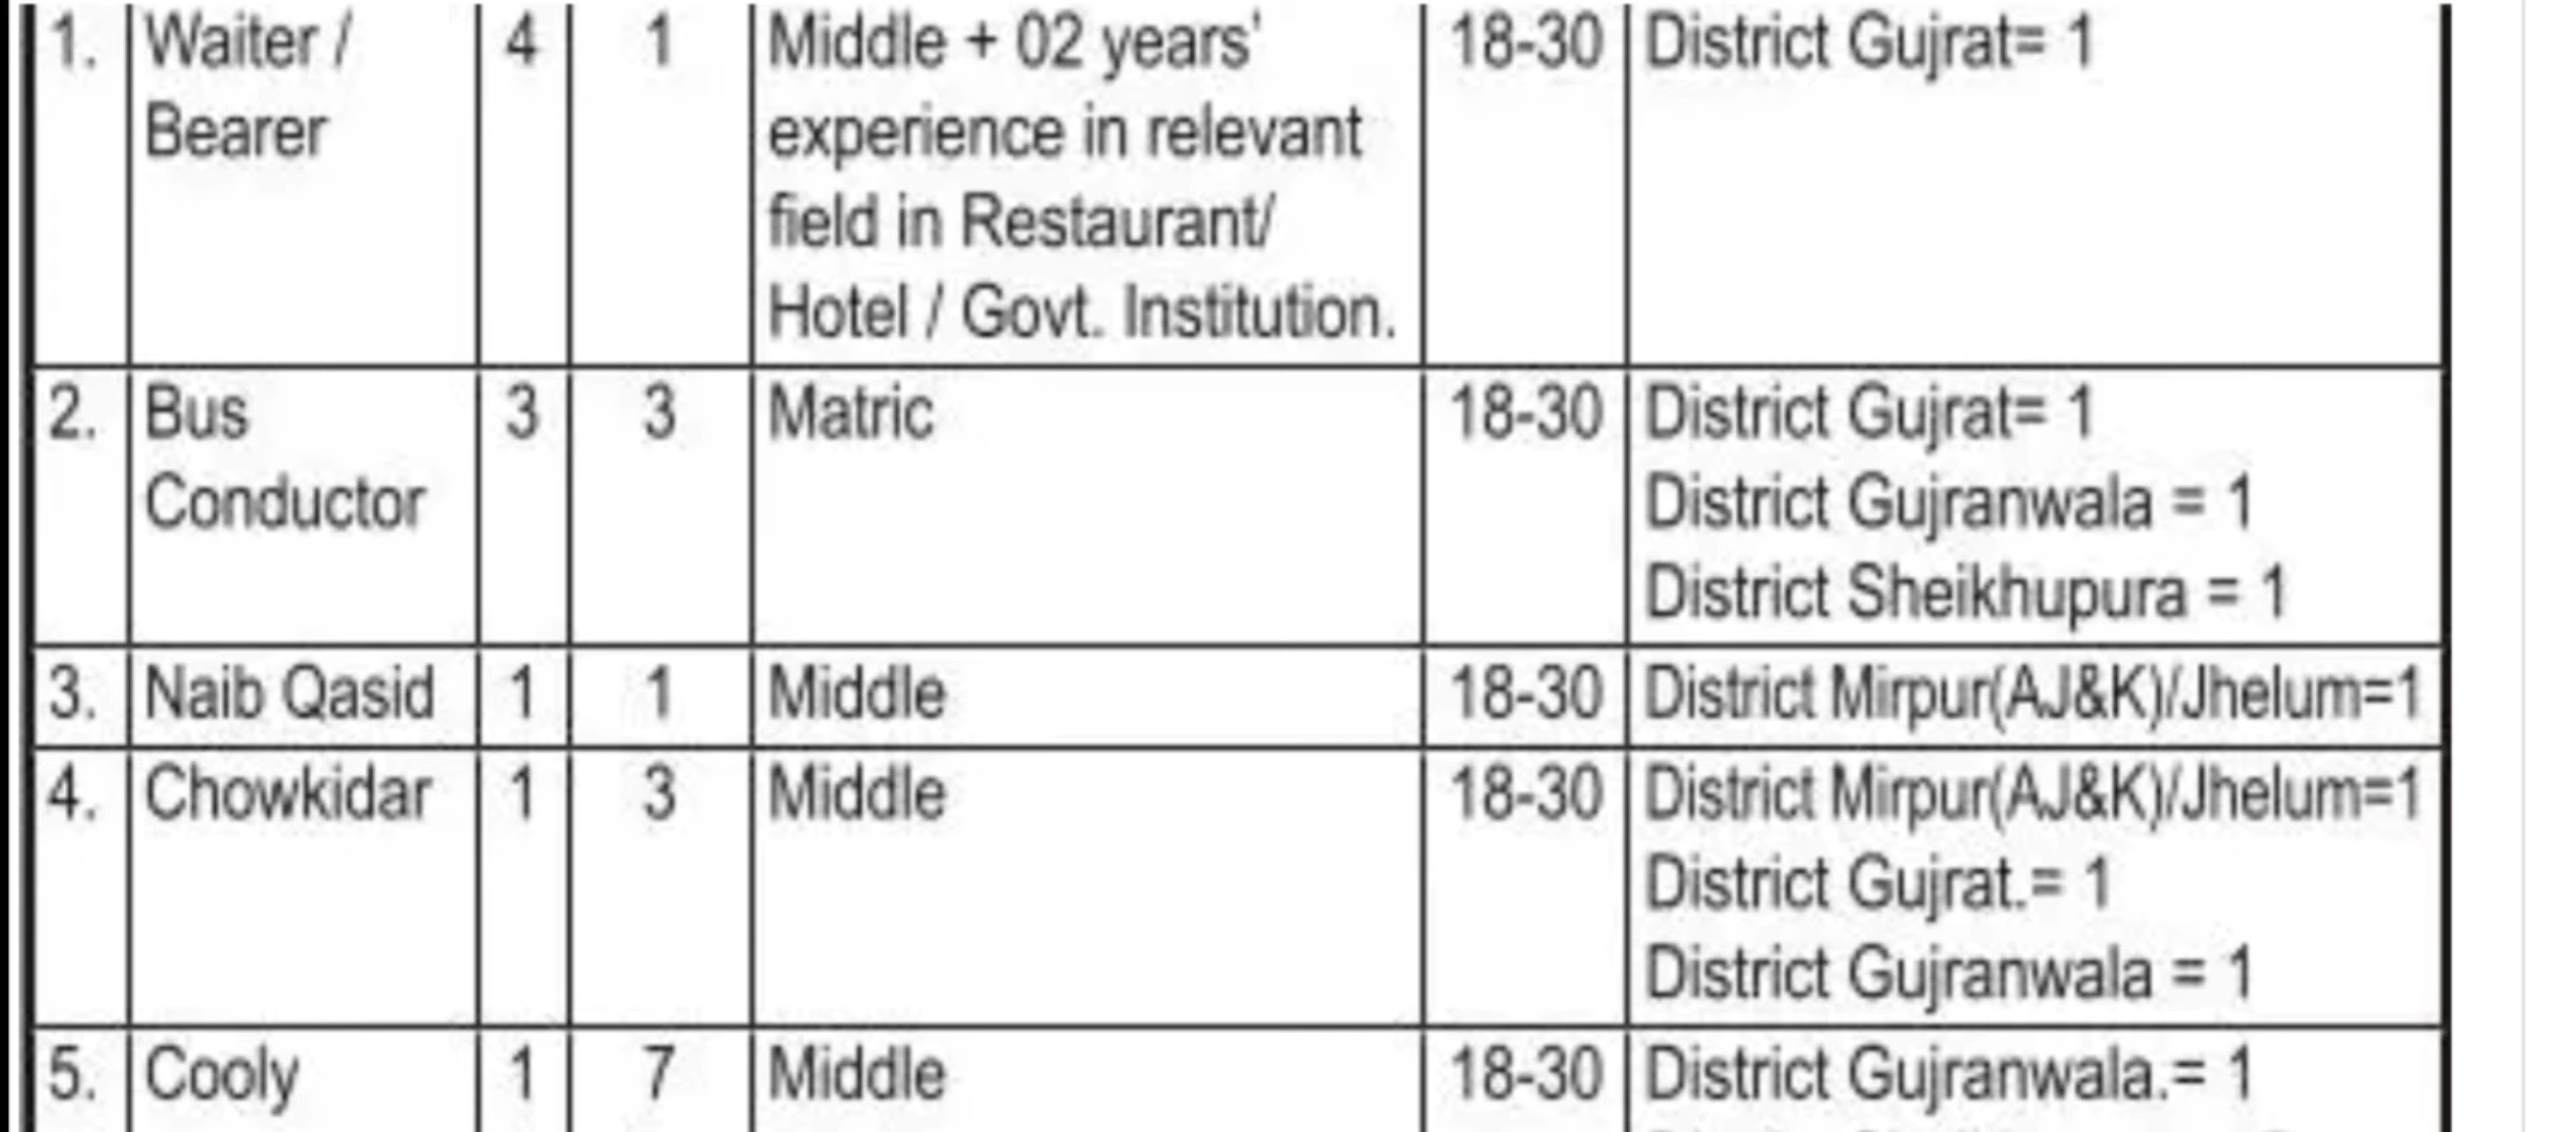 1. Waiter / 4 1 Middle + 02 years' 18-30 District Gujrat= 1
Bearer experience in relevant
field in Restaurant/
Hotel / Govt. Institution.
2. Bus 3 3 Matric 18-30 District Gujrat= 1
Conductor District Gujranwala = 1
District Sheikhupura = 1
3. Naib Qasid 1 1 Middle 18-30 District Mirpur(AJ&K)/Jhelum=1
4. Chowkidar 1 3 Middle 18-30 District Mirpur(AJ&K)/Jhelum=1
District Gujrat.= 1
District Gujranwala = 1
5. Cooly 1 7 Middle 18-30 District Gujranwala.= 1